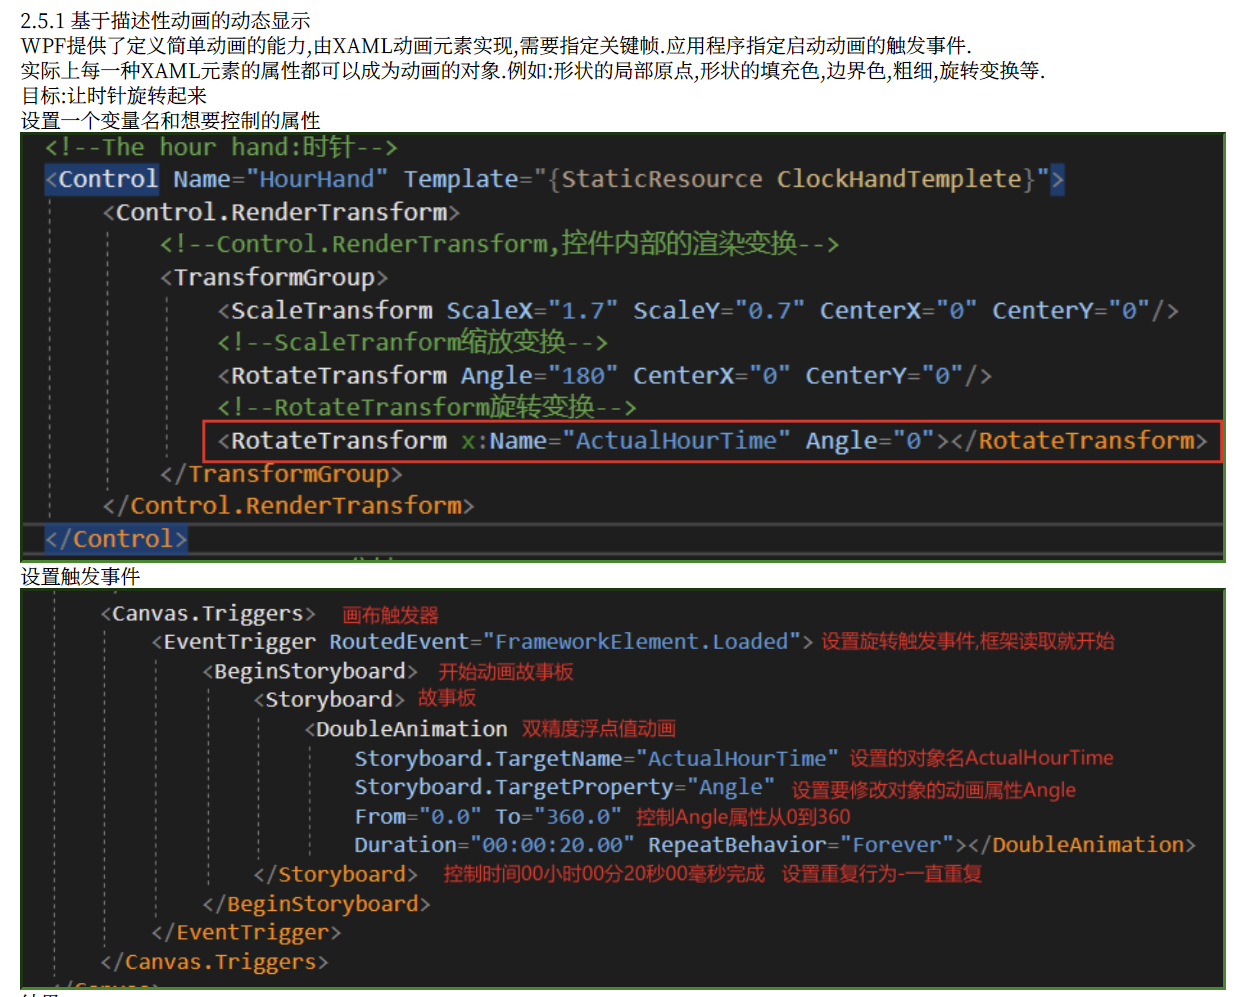 2.5.1 基于描述性动画的动态显示
WPF提供了定义简单动画的能力,由XAML动画元素实现,需要指定关键帧.应用程序指定启动动画的触发事件.
实际上每一种XAML元素的属性都可以成为动画的对象.例如:形状的局部原点,形状的填充色,边界色,粗细,旋转变换等.
目标:让时针旋转起来
设置一个变量名和想要控制的属性
<!--The hour hand:时针-->
<Control Name="HourHand" Template="{StaticResource ClockHandTemplete}">
<Control.RenderTransform>
<!--Control.RenderTransform,控件内部的渲染变换-->
<TransformGroup>
<ScaleTransform ScaleX="1.7" ScaleY="0.7" CenterX="0" CenterY="0"/>
<!--ScaleTranform缩放变换-->
<RotateTransform Angle="180" CenterX="0" CenterY="0"/>
<!--RotateTransform旋转变换-->
<RotateTransform x:Name="ActualHourTime" Angle="0"></RotateTransform>
</TransformGroup>
</Control.RenderTransform>
</Control>
设置触发事件
<Canvas.Triggers> 画布触发器
<EventTrigger RoutedEvent="FrameworkElement.Loaded"> 设置旋转触发事件,框架读取就开始
<BeginStoryboard> 开始动画故事板
<Storyboard> 故事板
<DoubleAnimation 双精度浮点值动画
Storyboard.TargetName="ActualHourTime" 设置的对象名ActualHourTime
Storyboard.TargetProperty="Angle" 设置要修改对象的动画属性Angle
From="0.0" To="360.0" 控制Angle属性从0到360
Duration="00:00:20.00" RepeatBehavior="Forever"></DoubleAnimation>
</Storyboard> 控制时间00小时00分20秒00毫秒完成 设置重复行为-一直重复
</BeginStoryboard>
</EventTrigger>
</Canvas.Triggers>